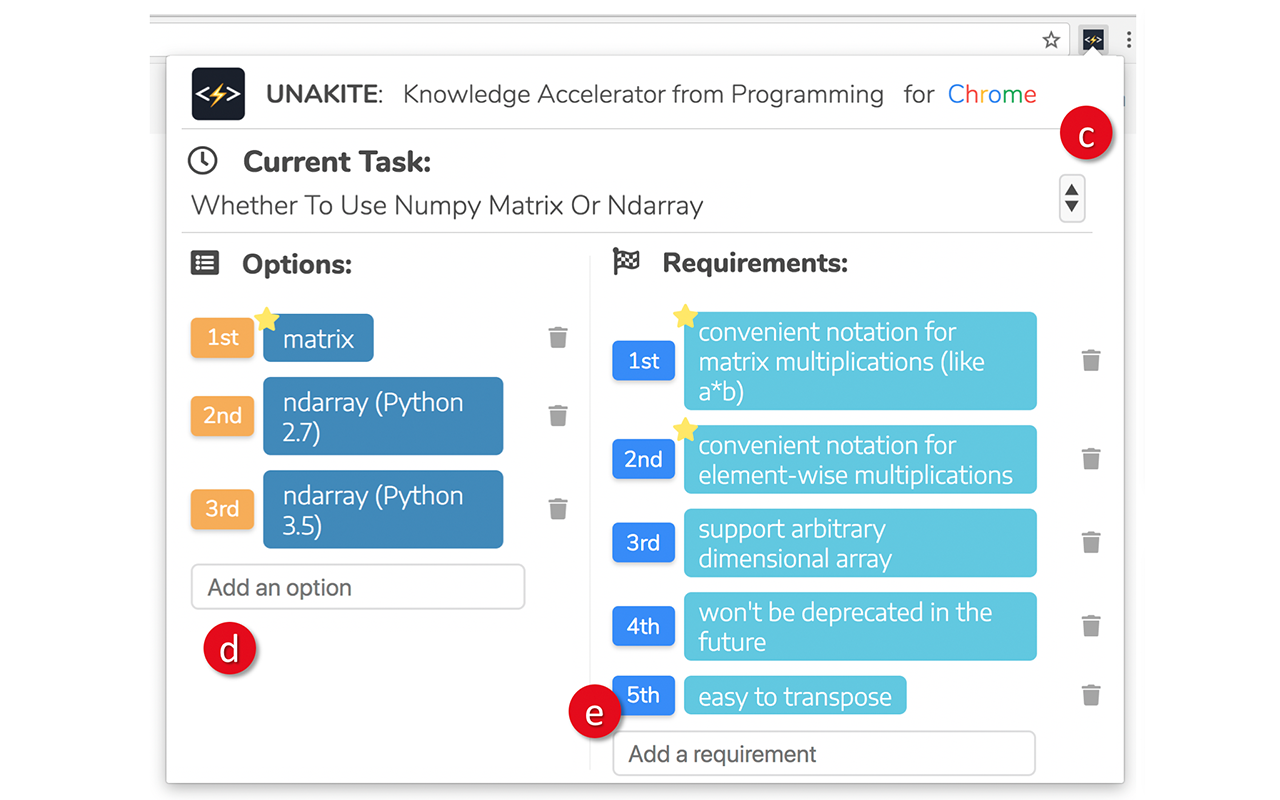 <⚡>
<⚡> UNAKITE: Knowledge Accelerator from Programming for Chrome
c
Current Task:
Whether To Use Numpy Matrix Or Ndarray
Options:
1st matrix
2nd ndarray (Python
2.7)
3rd ndarray (Python
3.5)
Add an option
d
Requirements:
convenient notation for
1st matrix multiplications (like
a*b)
2nd convenient notation for
element-wise multiplications
3rd support arbitrary
dimensional array
4th won't be deprecated in the
future
5th easy to transpose
e
Add a requirement